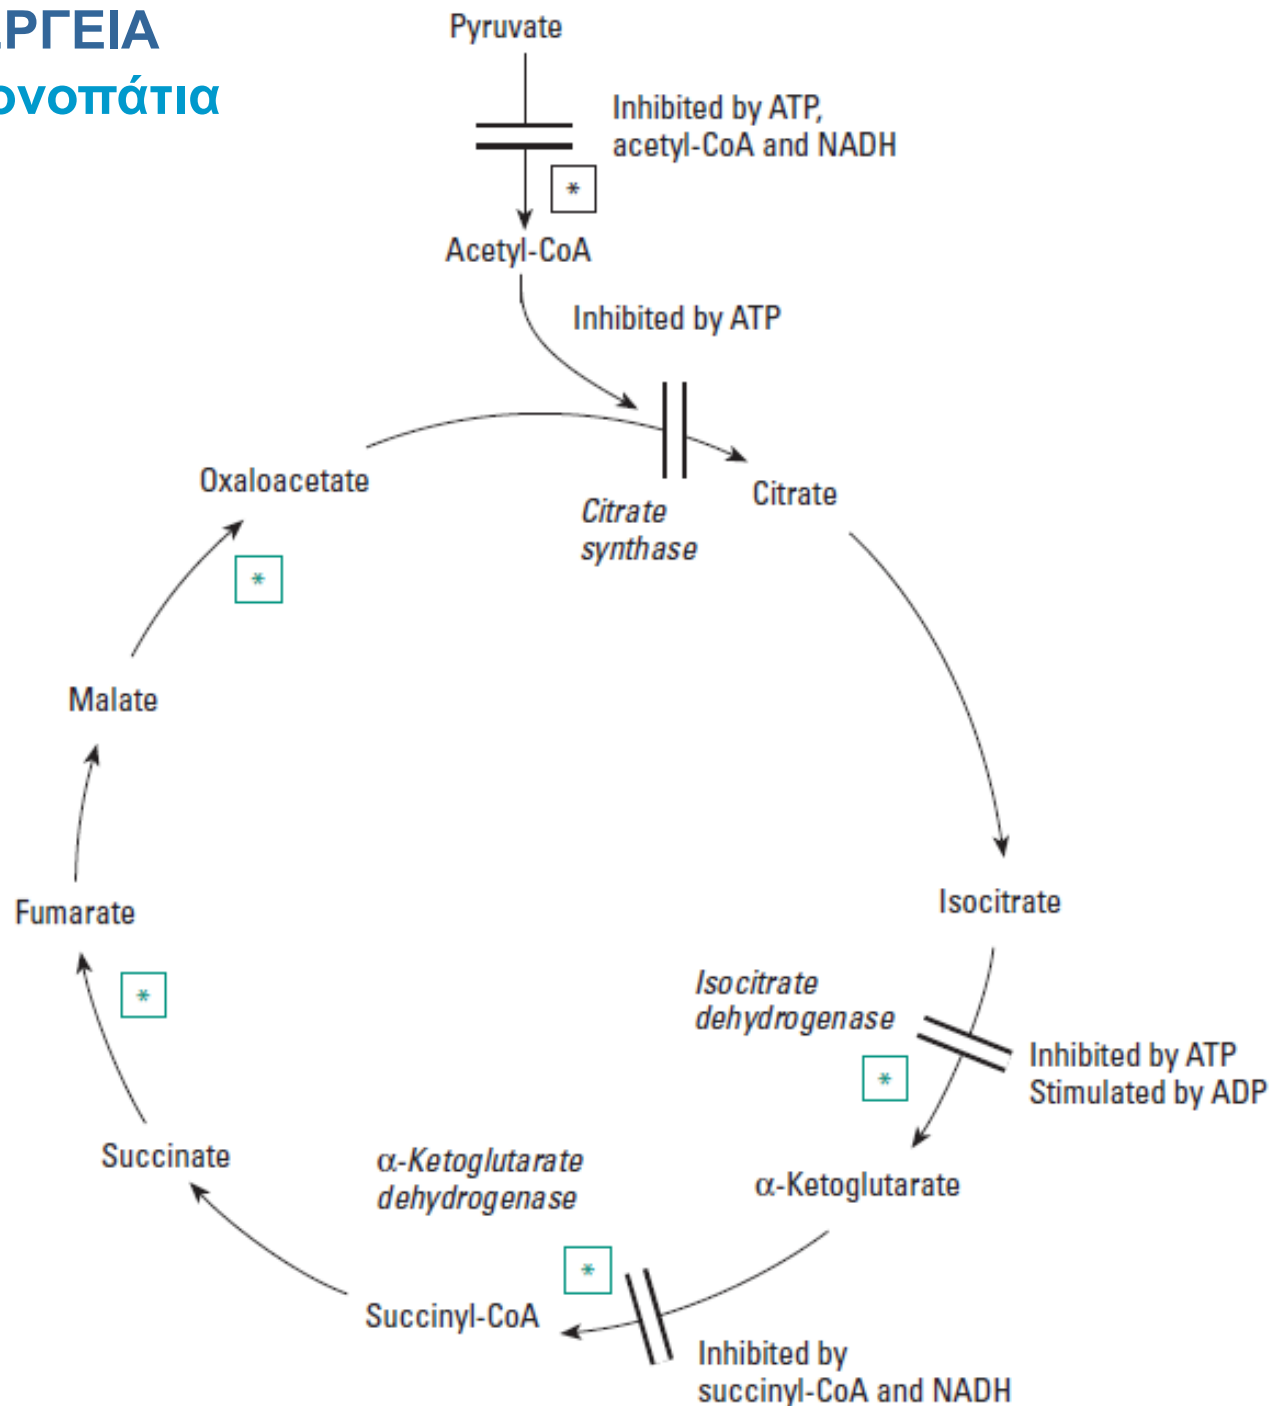 ΕΡΓΕΙΑ
ονοπάτια
Pyruvate
Inhibited by ATP,
acetyl-CoA and NADH
*
Acetyl-CoA
Inhibited by ATP
Oxaloacetate
Citrate
synthase
Citrate
*
Malate
Fumarate
Isocitrate
*
Isocitrate
dehydrogenase
*
Inhibited by ATP
Stimulated by ADP
Succinate
α-Ketoglutarate
dehydrogenase
α-Ketoglutarate
*
Succinyl-CoA
Inhibited by
succinyl-CoA and NADH